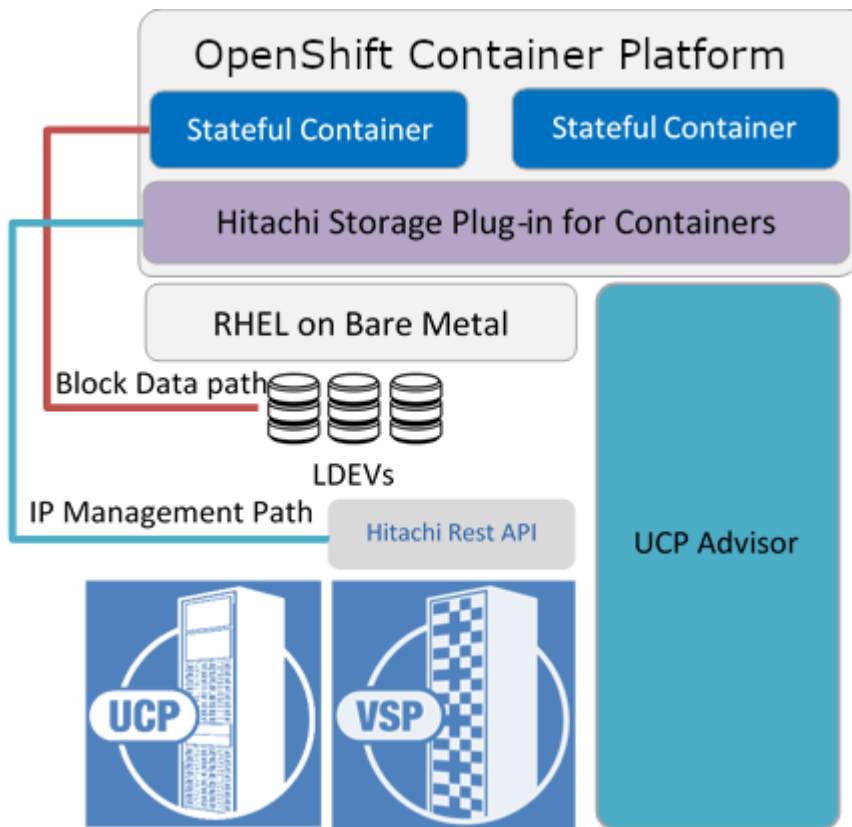 OpenShift Container Platform
Stateful Container
Stateful Container
Hitachi Storage Plug-in for Containers
RHEL on Bare Metal
Block Data path
LDEVs
IP Management Path
Hitachi Rest API
UCP Advisor
UCP
VSP